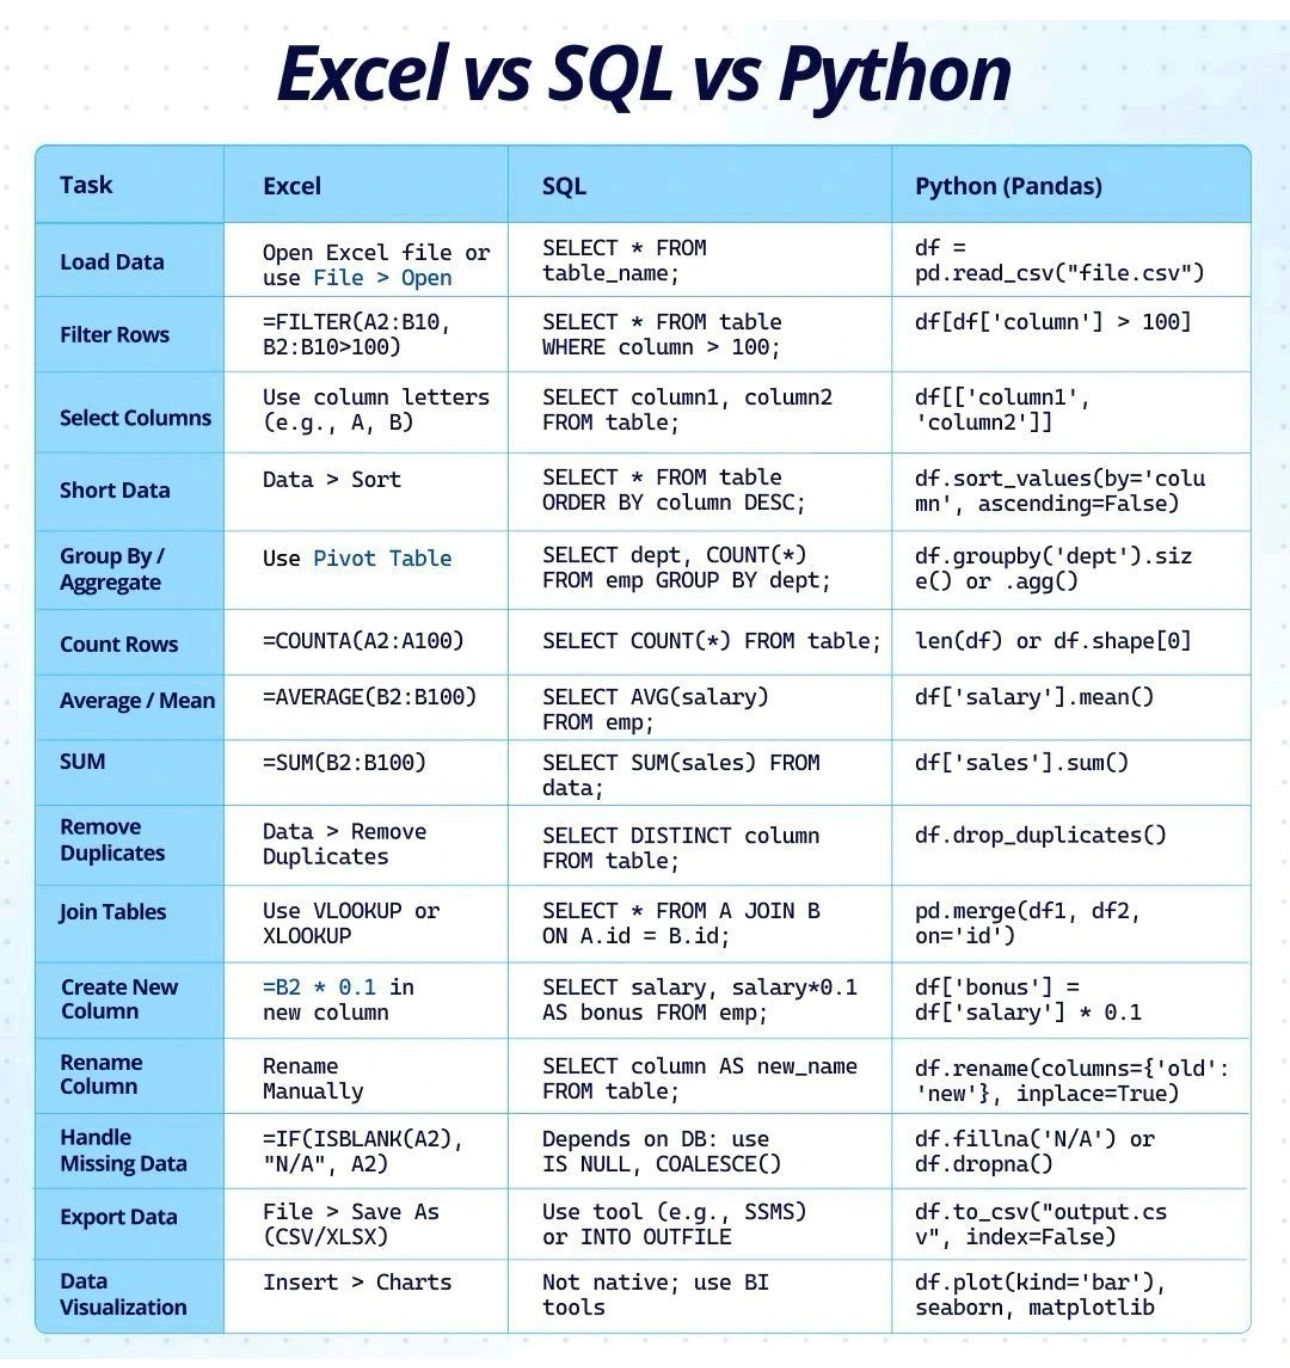 Excel vs SQL vs Python
Task
Excel
SQL
Python (Pandas)
Load Data
Open Excel file or
use File > Open
SELECT * FROM
table_name;
df =
pd.read_csv("file.csv")
Filter Rows
=FILTER(A2:B10,
B2:B10>100)
SELECT * FROM table
WHERE column > 100;
df[df['column'] > 100]
Select Columns
Use column letters
(e.g., A, B)
SELECT column1, column2
FROM table;
df[['column1',
'column2']]
Short Data
Data > Sort
SELECT * FROM table
ORDER BY column DESC;
df.sort_values(by='colu
mn', ascending=False)
Group By /
Aggregate
Use Pivot Table
SELECT dept, COUNT(*)
FROM emp GROUP BY dept;
df.groupby('dept').siz
e() or .agg()
Count Rows
=COUNTA(A2:A100)
SELECT COUNT(*) FROM table;
len(df) or df.shape[0]
Average / Mean
=AVERAGE(B2:B100)
SELECT AVG(salary)
FROM emp;
df['salary'].mean()
SUM
=SUM(B2:B100)
SELECT SUM(sales) FROM
data;
df['sales'].sum()
Remove
Duplicates
Data > Remove
Duplicates
SELECT DISTINCT column
FROM table;
df.drop_duplicates()
Join Tables
Use VLOOKUP or
XLOOKUP
SELECT * FROM A JOIN B
ON A.id = B.id;
pd.merge(df1, df2,
on='id')
Create New
Column
=B2 * 0.1 in
new column
SELECT salary, salary*0.1
AS bonus FROM emp;
df['bonus'] =
df['salary'] * 0.1
Rename
Column
Rename
Manually
SELECT column AS new_name
FROM table;
df.rename(columns={'old':
'new'}, inplace=True)
Handle
Missing Data
=IF(ISBLANK(A2),
"N/A", A2)
Depends on DB: use
IS NULL, COALESCE()
df.fillna('N/A') or
df.dropna()
Export Data
File > Save As
(CSV/XLSX)
Use tool (e.g., SSMS)
or INTO OUTFILE
df.to_csv("output.cs
v", index=False)
Data
Visualization
Insert > Charts
Not native; use BI
tools
df.plot(kind='bar'),
seaborn, matplotlib